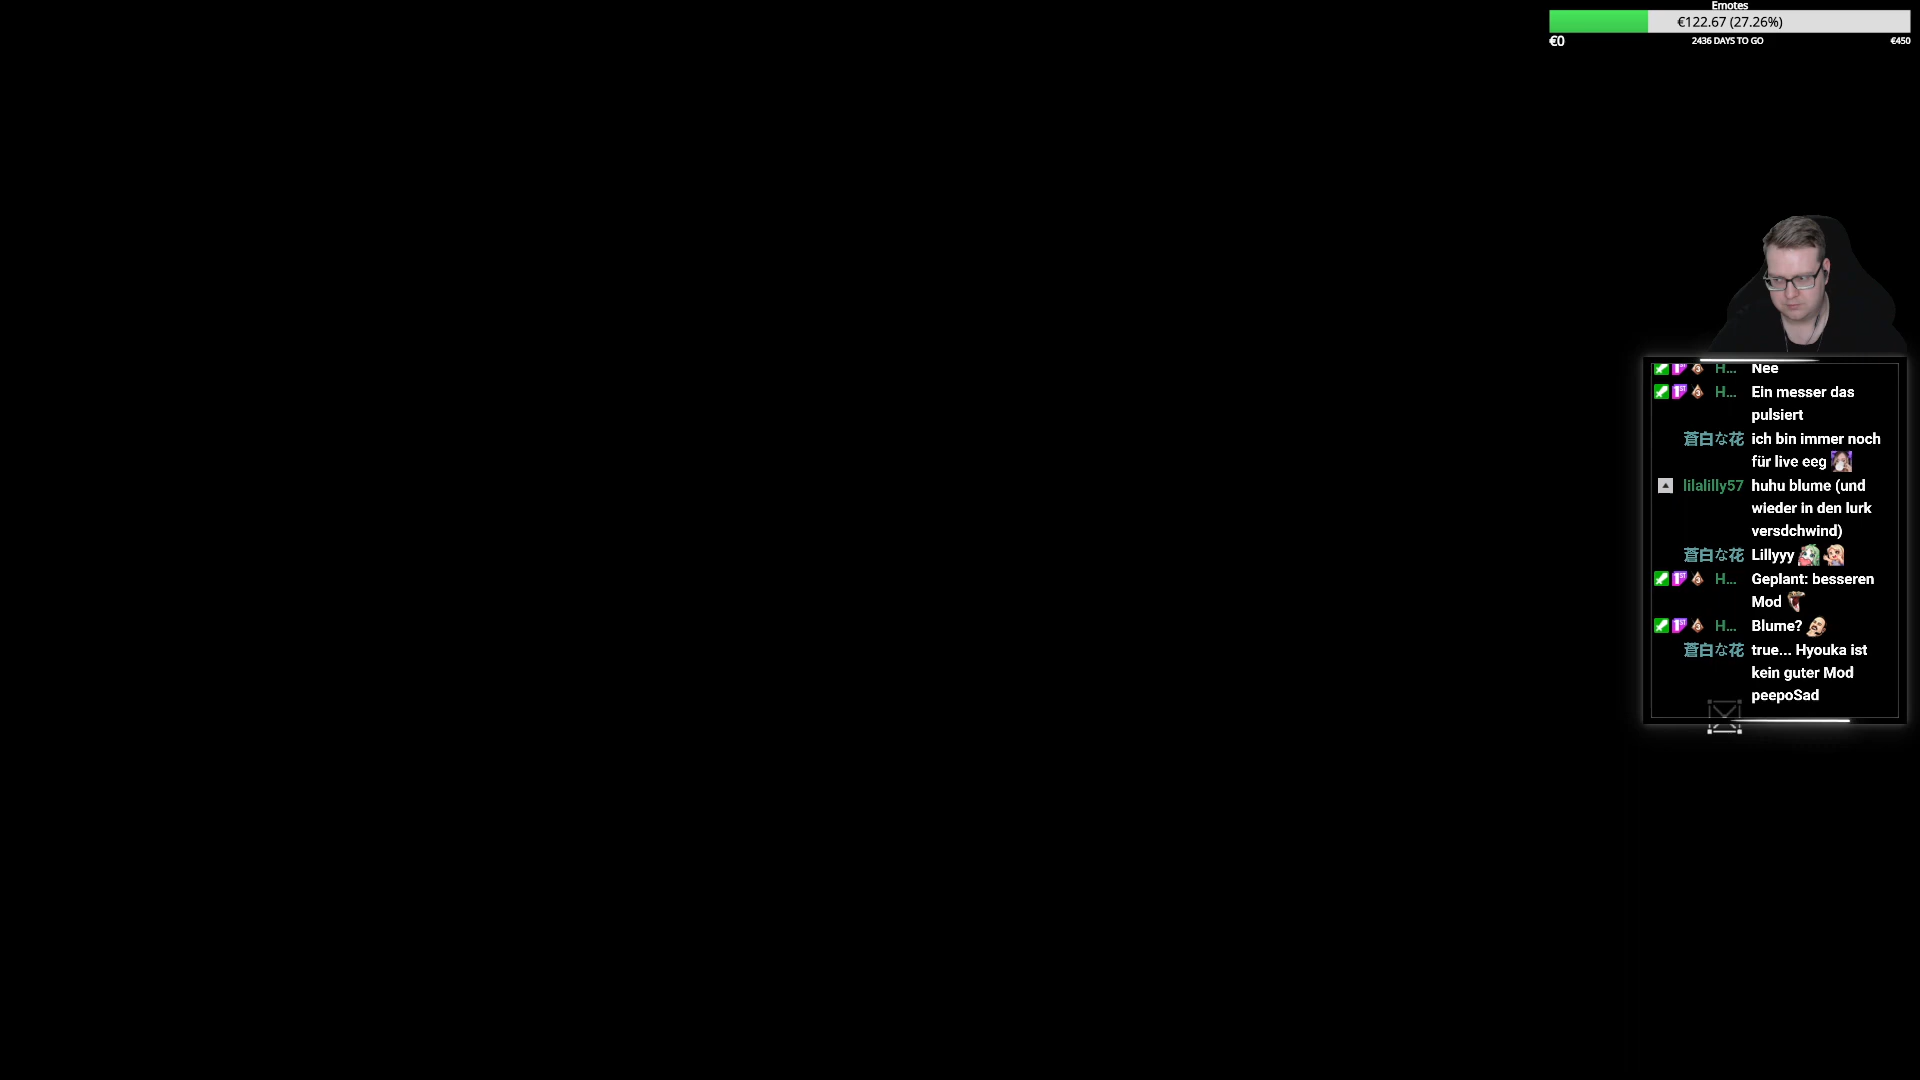 Emotes
€122.67 (27.26%)
€0 2436 DAYS TO GO €450
H... Nee
H... Ein messer das
pulsiert
蒼白な花 ich bin immer noch
für live eeg
lilalilly57 huhu blume (und
wieder in den lurk
versdchwind)
蒼白な花 Lillyyy
H... Geplant: besseren
Mod
H... Blume?
蒼白な花 true... Hyouka ist
kein guter Mod
peepoSad